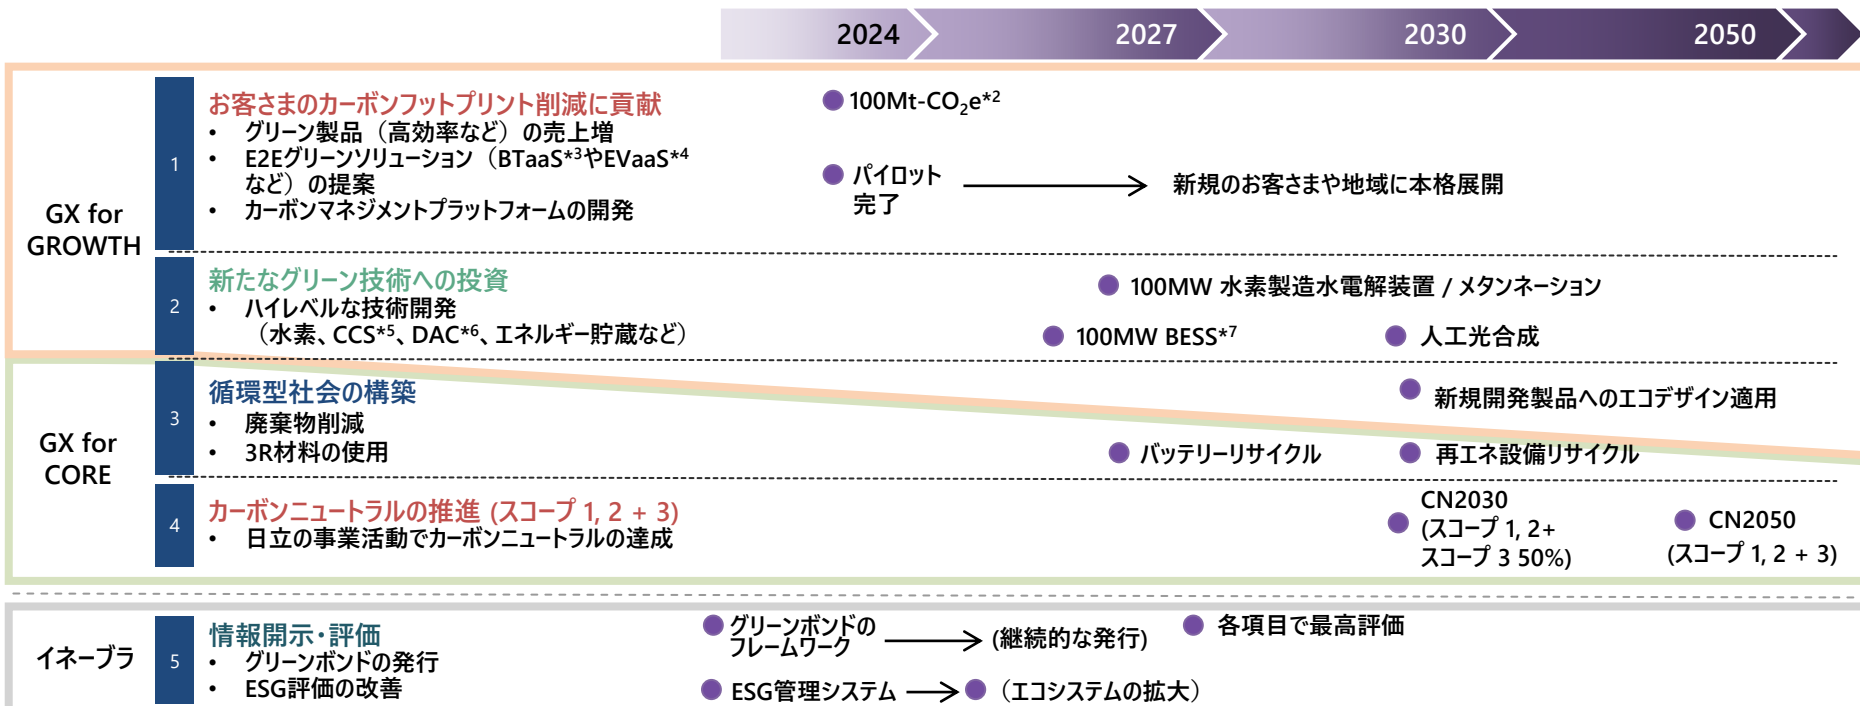 2024 2027 2030 2050
GX for
GROWTH
1
お客さまのカーボンフットプリント削減に貢献
• グリーン製品（高効率など）の売上増
• E2Eグリーンソリューション（BTaaS*3やEVaaS*4
など）の提案
• カーボンマネジメントプラットフォームの開発
100Mt-CO2e*2
パイロット
完了
新規のお客さまや地域に本格展開
2
新たなグリーン技術への投資
• ハイレベルな技術開発
（水素、CCS*5、DAC*6、エネルギー貯蔵など）
100MW 水素製造水電解装置 / メタンネーション
100MW BESS*7
人工光合成
GX for
CORE
3
循環型社会の構築
• 廃棄物削減
• 3R材料の使用
新規開発製品へのエコデザイン適用
バッテリーリサイクル
再エネ設備リサイクル
4
カーボンニュートラルの推進 (スコープ 1, 2 + 3)
• 日立の事業活動でカーボンニュートラルの達成
CN2030
(スコープ 1, 2+
スコープ 3 50%)
CN2050
(スコープ 1, 2 + 3)
イネーブラ
5
情報開示・評価
• グリーンボンドの発行
• ESG評価の改善
グリーンボンドの
フレームワーク
(継続的な発行)
各項目で最高評価
ESG管理システム
（エコシステムの拡大）